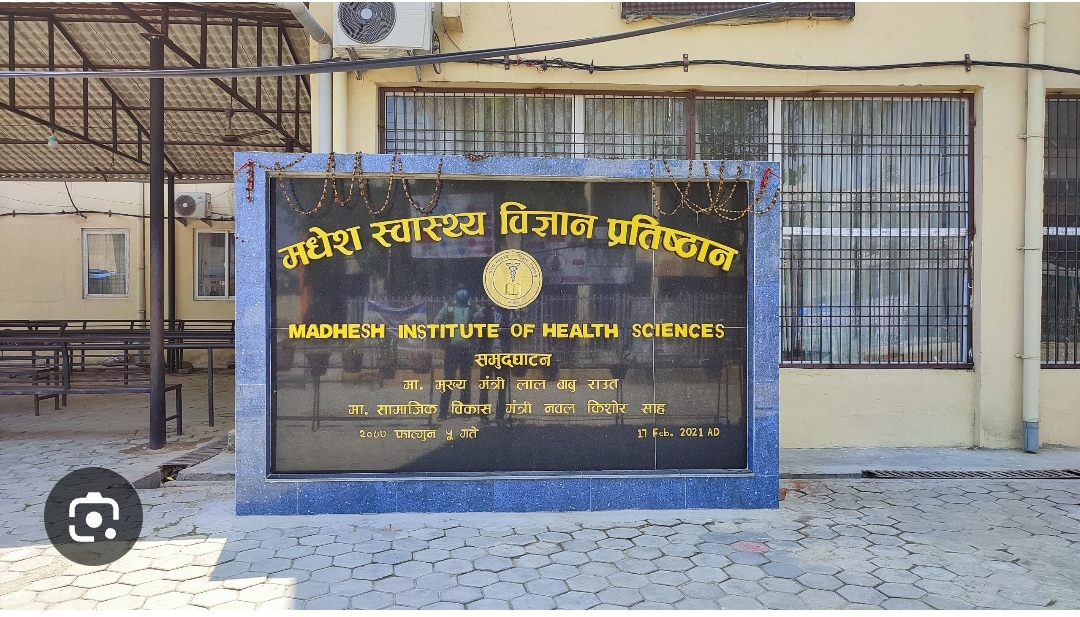 मधेश स्वास्थ्य विज्ञान प्रतिष्ठान
MADHESH INSTITUTE OF HEALTH SCIENCES
समुद्घाटन
मा. मुख्य मंत्री लाल बाबु राउत
मा. सामाजिक विकास मंत्री नवल किशोर साह
२०७७ फाल्गुन ५ गते 17 Feb. 2021 AD